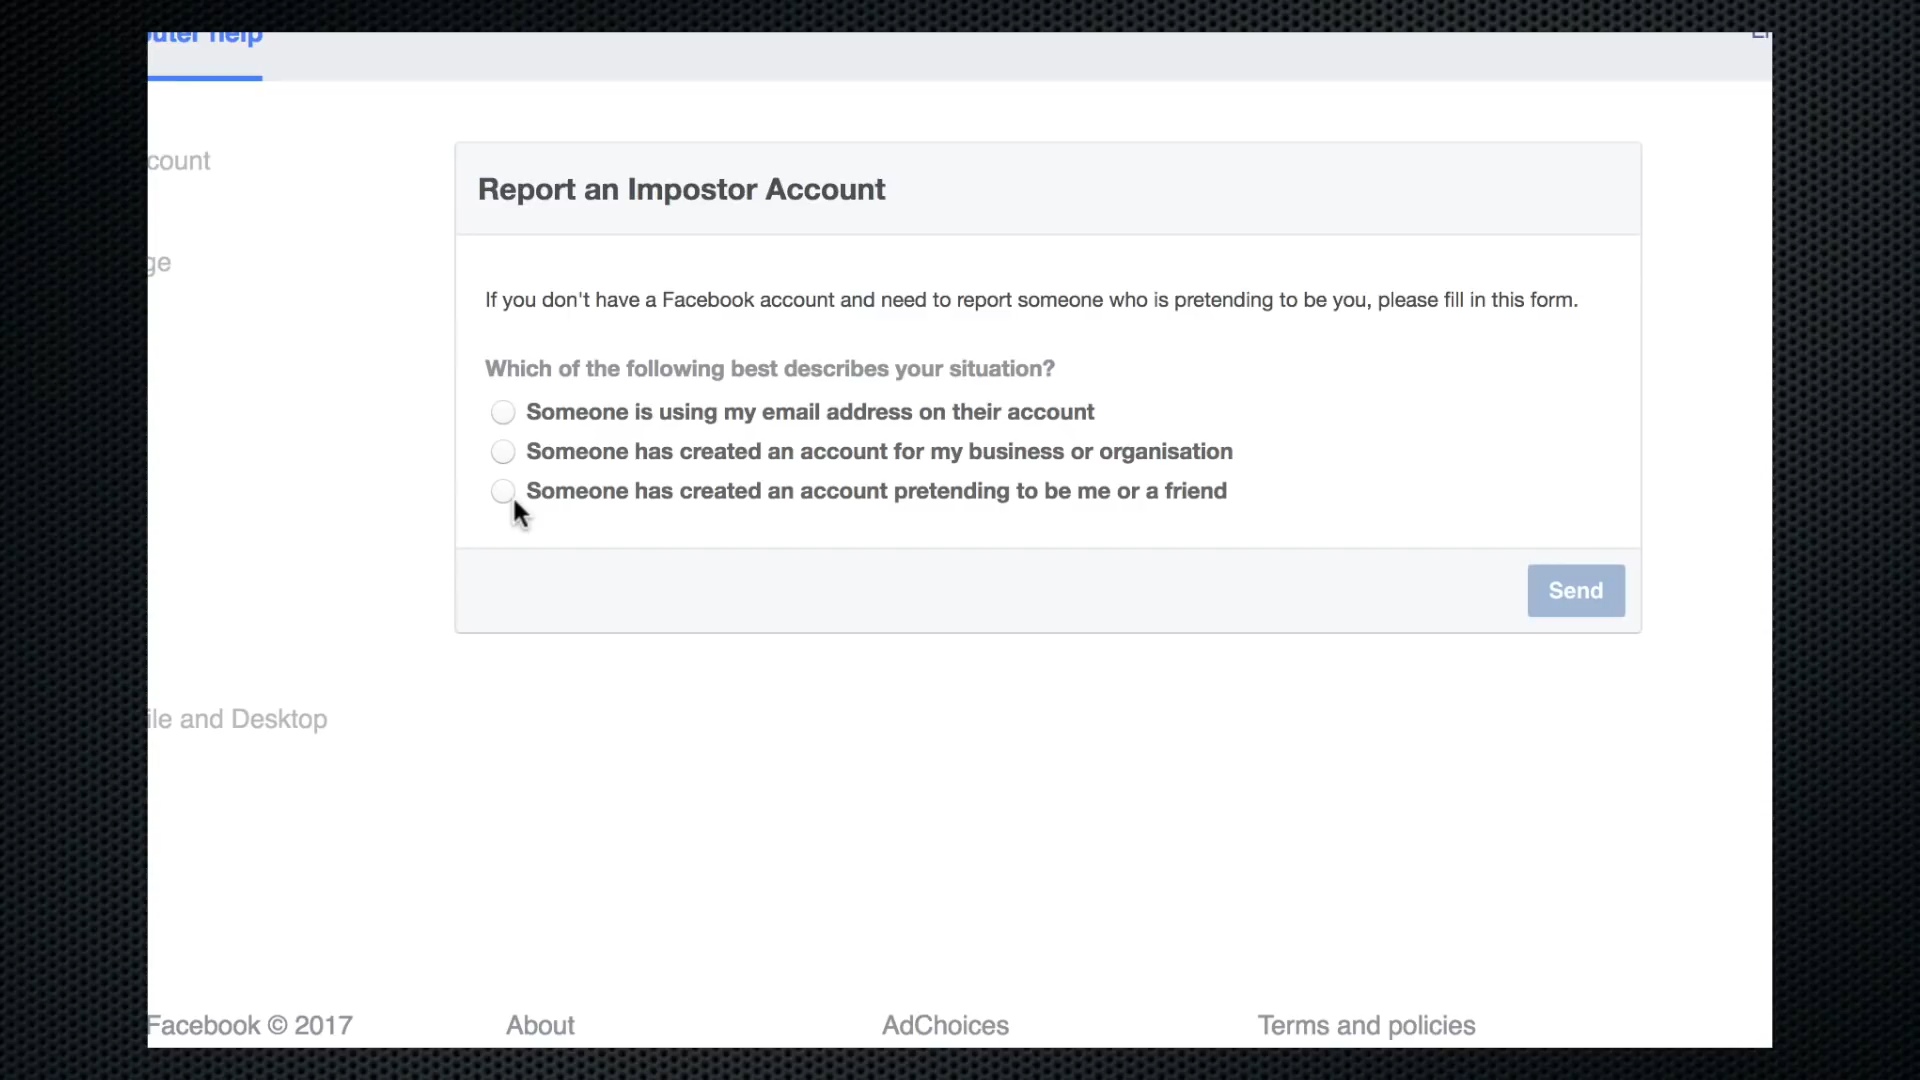 count
ge
Report an Impostor Account
If you don't have a Facebook account and need to report someone who is pretending to be you, please fill in this form.
Which of the following best describes your situation?
Someone is using my email address on their account
Someone has created an account for my business or organisation
Someone has created an account pretending to be me or a friend
Send
ile and Desktop
Facebook © 2017
About
AdChoices
Terms and policies